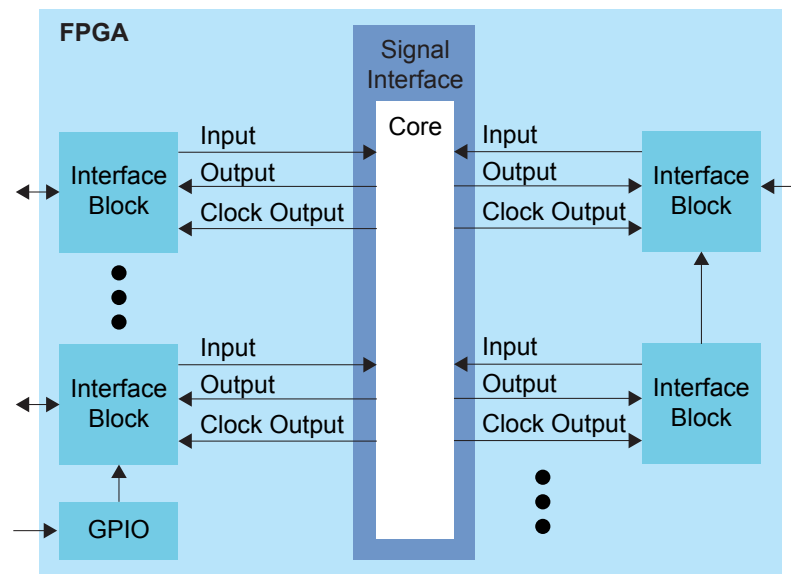 FPGA
Signal
Interface
Core
Input
Output
Clock Output
Interface
Block
Input
Output
Clock Output
Interface
Block
Input
Output
Clock Output
Interface
Block
Input
Output
Clock Output
Interface
Block
GPIO